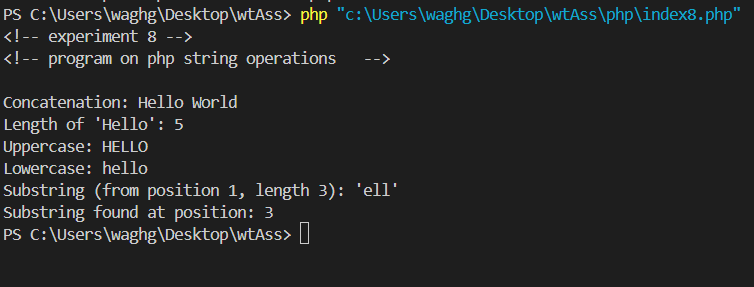 PS C:\Users\waghg\Desktop\wtAss> php "c:\Users\waghg\Desktop\wtAss\php\index8.php"
<!-- experiment 8 -->
<!-- program on php string operations   -->
Concatenation: Hello World
Length of 'Hello': 5
Uppercase: HELLO
Lowercase: hello
Substring (from position 1, length 3): 'ell'
Substring found at position: 3
PS C:\Users\waghg\Desktop\wtAss>